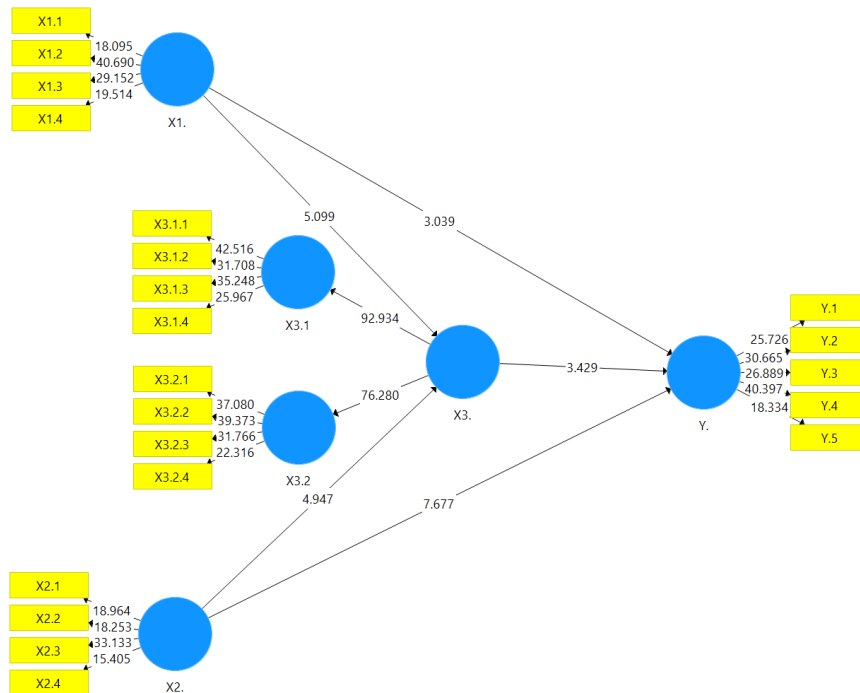 X1.1
X1.2
X1.3
X1.4
18.095
40.690
29.152
19.514
X1.
5.099
3.039
X3.1.1
X3.1.2
X3.1.3
X3.1.4
42.516
31.708
35.248
25.967
X3.1
92.934
X3.2.1
X3.2.2
X3.2.3
X3.2.4
37.080
39.373
31.766
22.316
X3.2
76.280
X3.
3.429
4.947
7.677
Y.
25.726
30.665
26.889
40.397
18.334
Y.1
Y.2
Y.3
Y.4
Y.5
X2.1
X2.2
X2.3
X2.4
18.964
18.253
33.133
15.405
X2.